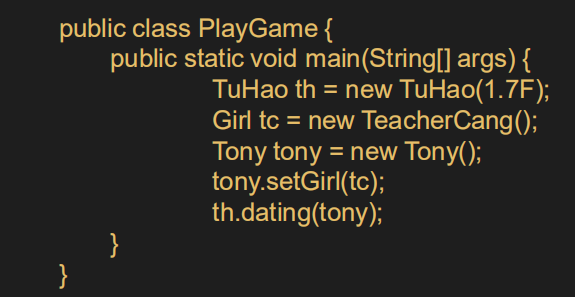 public class PlayGame {
public static void main(String[] args) {
TuHao th = new TuHao(1.7F);
Girl tc = new TeacherCang();
Tony tony = new Tony();
tony.setGirl(tc);
th.dating(tony);
}
}